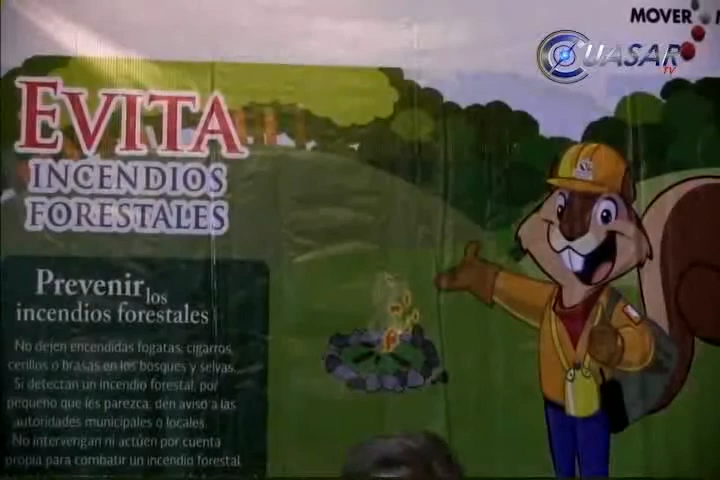 MOVER
QUASAR
TV
EVITA
INCENDIOS
FORESTALES
Prevenir los
incendios forestales
No dejen encendidas fogatas, cigarros,
cerillos o brasas en los bosques y selvas.
Si detectan un incendio forestal, por
pequeño que les parezca, den aviso a las
autoridades municipales o locales.
No intervengan ni actúen por cuenta
propia para combatir un incendio forestal.